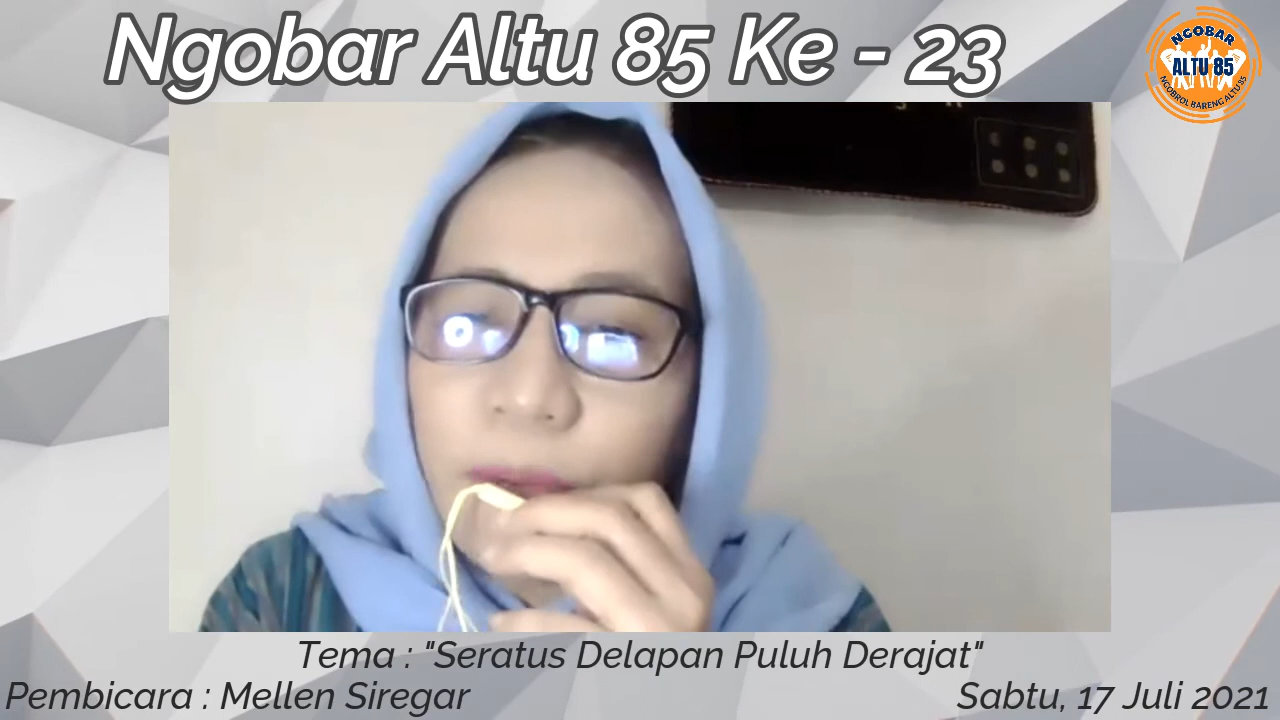 Ngobar Altu 85 Ke - 23
NGOBAR
ALTU 85
NGOBROL BARENG ALTU 85
Tema : "Seratus Delapan Puluh Derajat"
Pembicara : Mellen Siregar
Sabtu, 17 Juli 2021